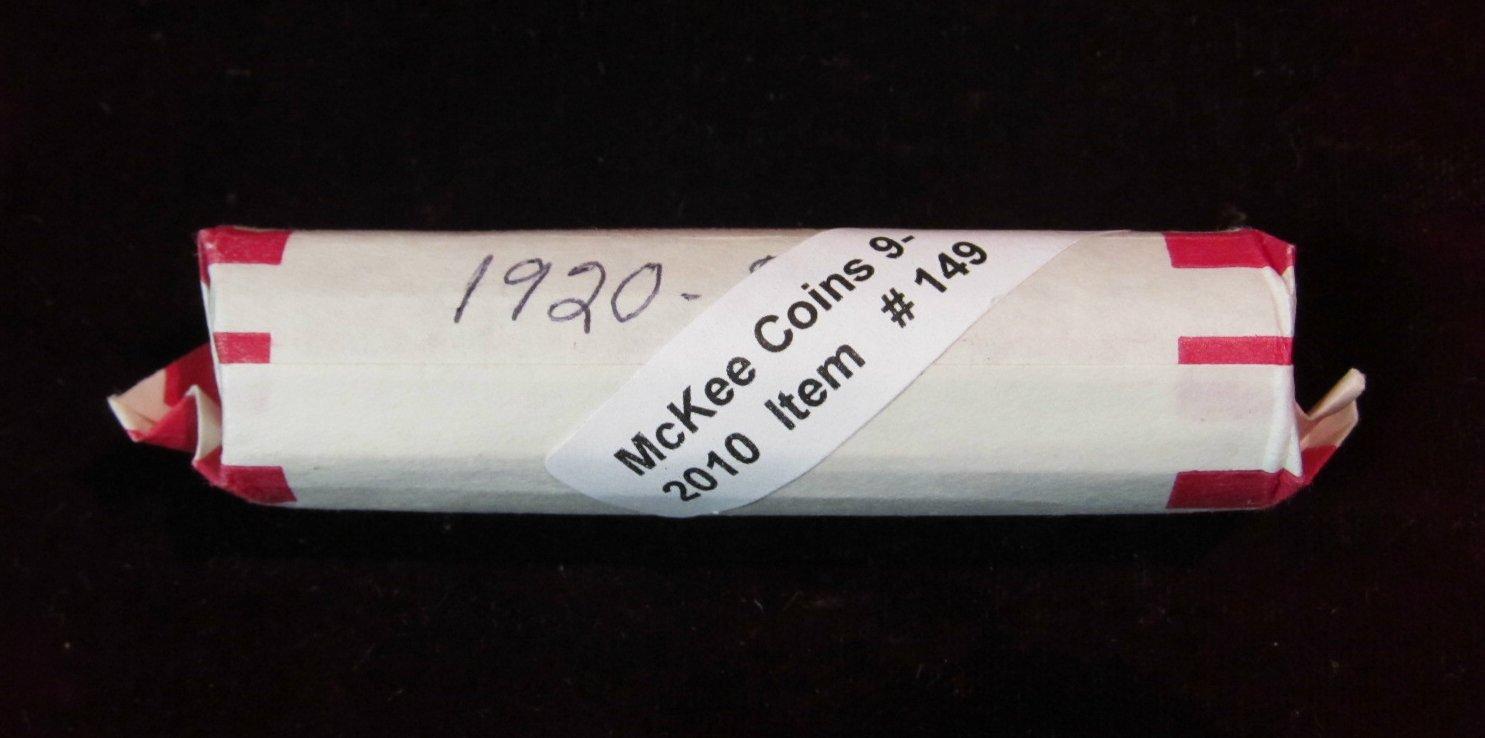 1920-
McKee Coins 9-
2010 Item # 149